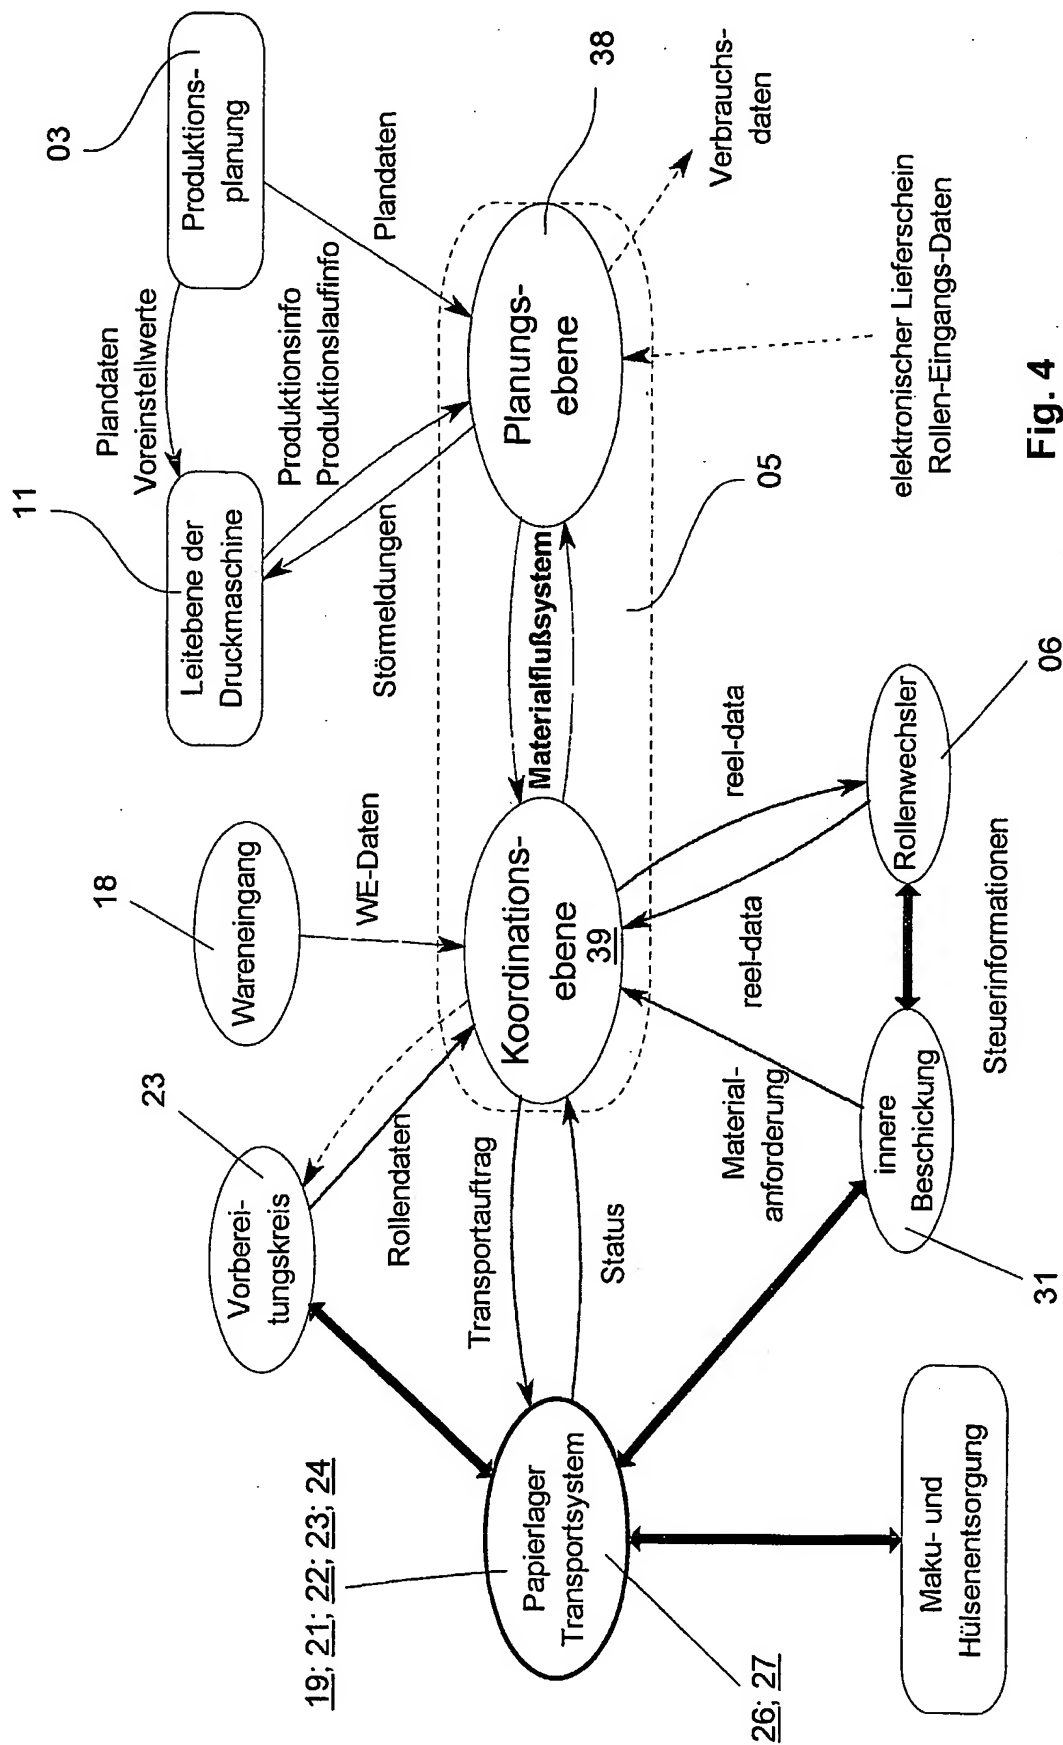 03
Produktions-
planung
11
Leitebene der
Druckmaschine
Plandaten
Voreinstellwerte
Produktionsinfo
Produktionslaufinfo
Plandaten
Störmeldungen
18
Wareneingang
WE-Daten
23
Vorberei-
tungskreis
Rollendaten
38
Planungs-
ebene
Verbrauchs-
daten
Materialflußsystem
Koordinations-
ebene
39
Transportauftrag
Status
19; 21; 22; 23; 24
Papierlager
Transportsystem
26; 27
05
elektronischer Lieferschein
Rollen-Eingangs-Daten
reel-data
reel-data
Material-
anforderung
Rollenwechsler
06
Steuerinformationen
innere
Beschickung
31
Maku- und
Hülsenentsorgung
Fig. 4